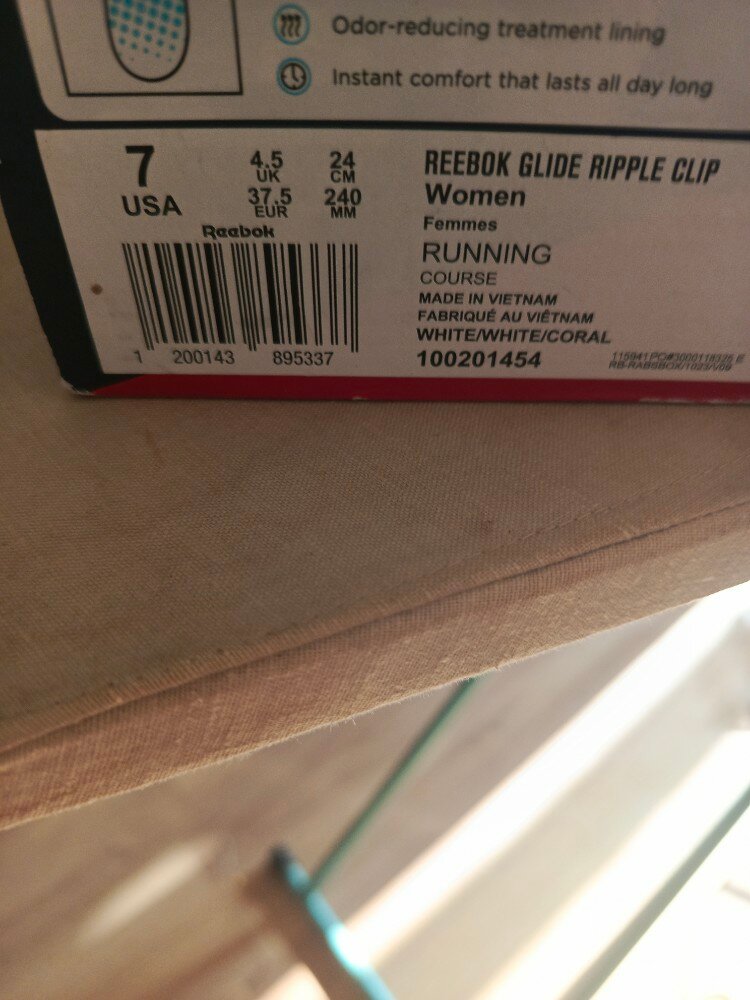 Odor-reducing treatment lining
Instant comfort that lasts all day long
7
USA
4.5
UK
37.5
EUR
24
CM
240
MM
Reebok
1 200143 895337
REEBOK GLIDE RIPPLE CLIP
Women
Femmes
RUNNING
COURSE
MADE IN VIETNAM
FABRIQUÉ AU VIÊTNAM
WHITE/WHITE/CORAL
100201454